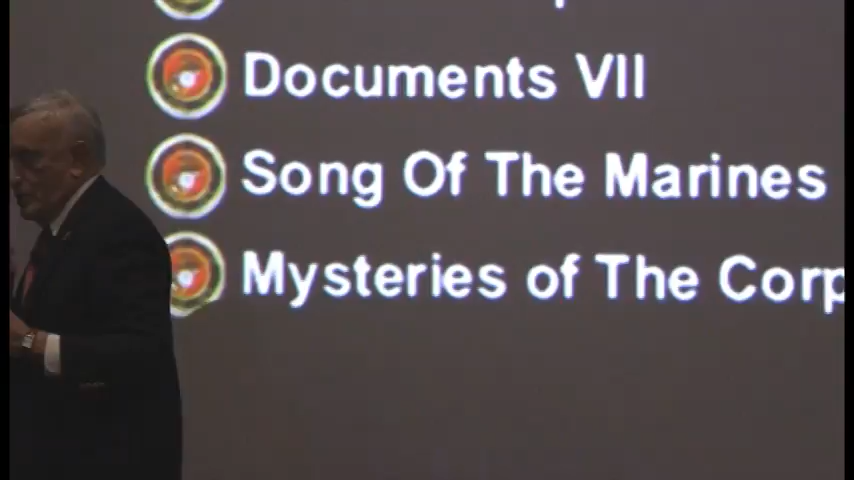 Documents VII
Song Of The Marines
Mysteries of The Corp